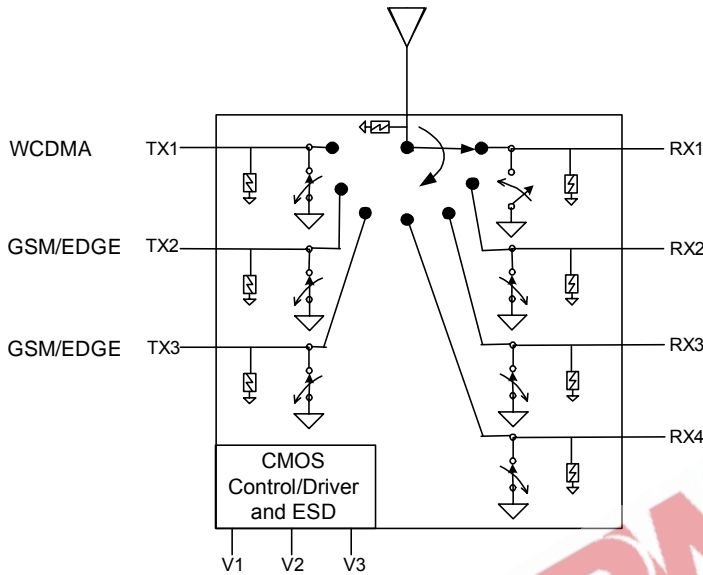 WCDMA TX1 RX1
GSM/EDGE TX2 RX2
GSM/EDGE TX3 RX3
RX4
CMOS
Control/Driver
and ESD
V1 V2 V3